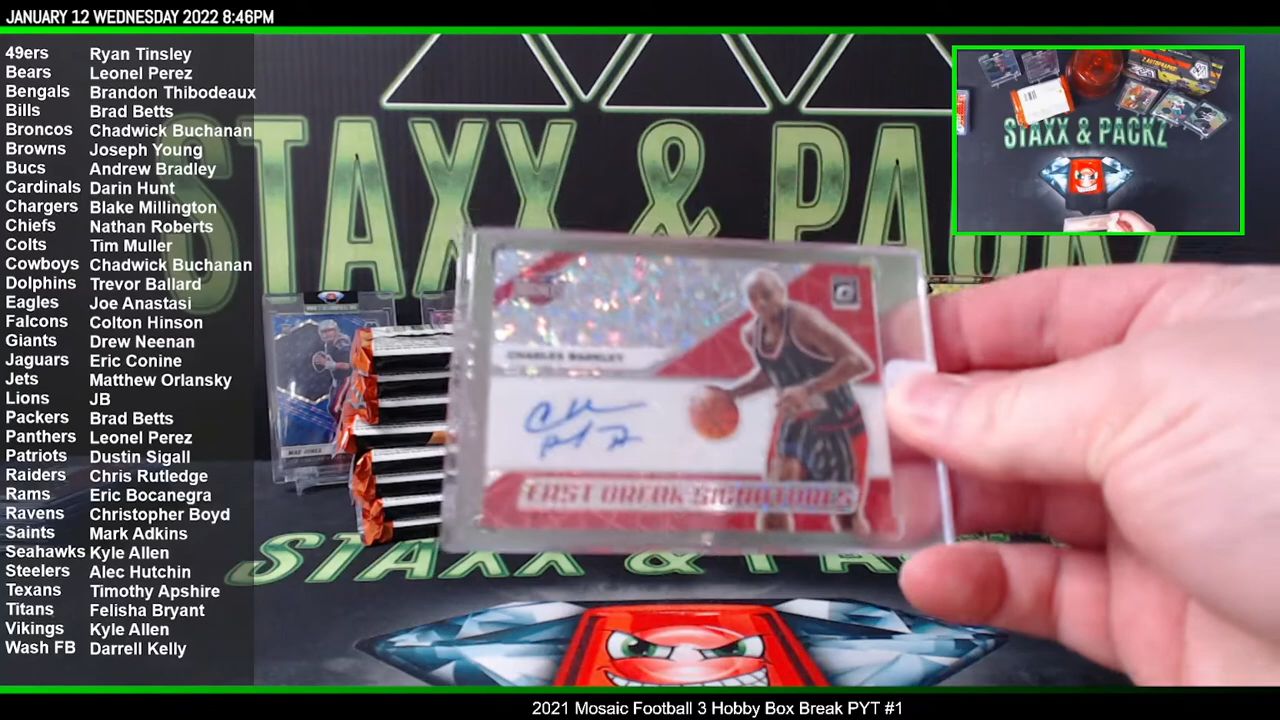 JANUARY 12 WEDNESDAY 2022 8:46PM
49ers Ryan Tinsley
Bears Leonel Perez
Bengals Brandon Thibodeaux
Bills Brad Betts
Broncos Chadwick Buchanan
Browns Joseph Young
Bucs Andrew Bradley
Cardinals Darin Hunt
Chargers Blake Millington
Chiefs Nathan Roberts
Colts Tim Muller
Cowboys Chadwick Buchanan
Dolphins Trevor Ballard
Eagles Joe Anastasi
Falcons Colton Hinson
Giants Drew Neenan
Jaguars Eric Conine
Jets Matthew Orlansky
Lions JB
Packers Brad Betts
Panthers Leonel Perez
Patriots Dustin Sigall
Raiders Chris Rutledge
Rams Eric Bocanegra
Ravens Christopher Boyd
Saints Mark Adkins
Seahawks Kyle Allen
Steelers Alec Hutchin
Texans Timothy Apshire
Titans Felisha Bryant
Vikings Kyle Allen
Wash FB Darrell Kelly
STAXX & PACKZ
STAXX & PACKZ
CHARLES BARKLEY
FAST BREAK SIGNATURES
MAC JONES
STAXX & PA
2021 Mosaic Football 3 Hobby Box Break PYT #1